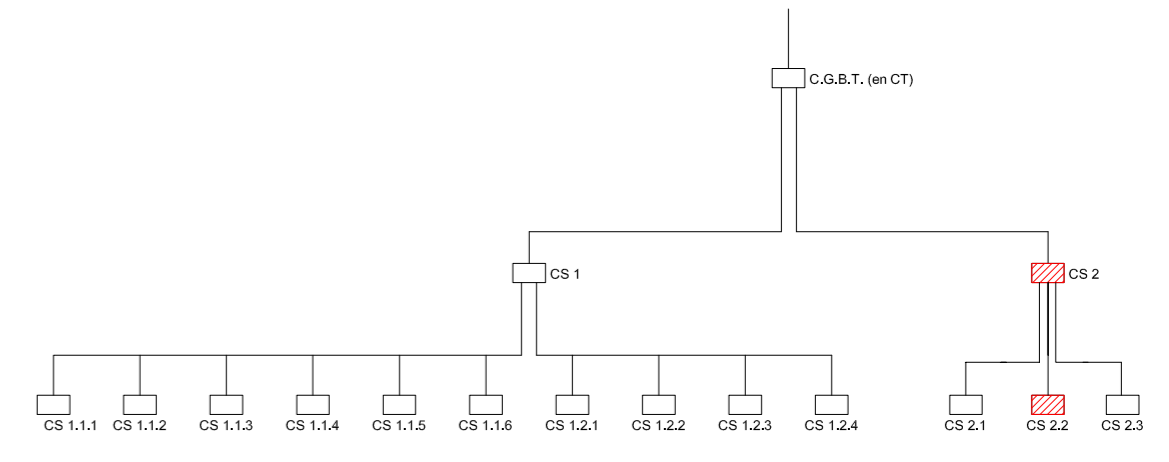 C.G.B.T. (en CT)
CS 1
CS 2
CS 1.1.1
CS 1.1.2
CS 1.1.3
CS 1.1.4
CS 1.1.5
CS 1.1.6
CS 1.2.1
CS 1.2.2
CS 1.2.3
CS 1.2.4
CS 2.1
CS 2.2
CS 2.3